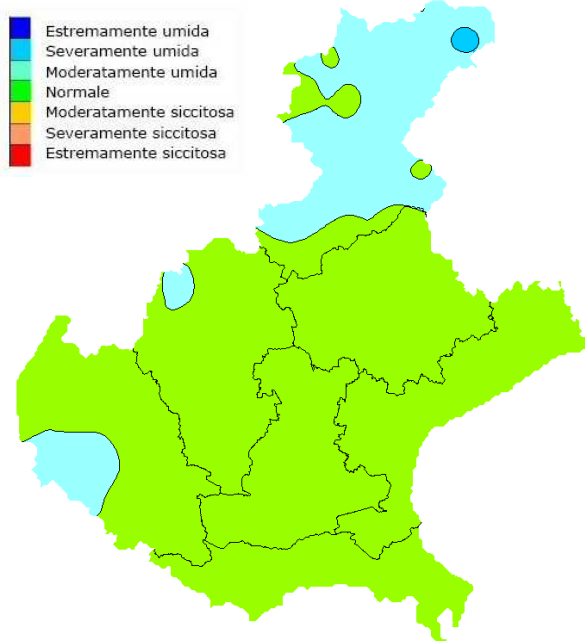 Estremamente umida
Severamente umida
Moderatamente umida
Normale
Moderatamente siccitosa
Severamente siccitosa
Estremamente siccitosa